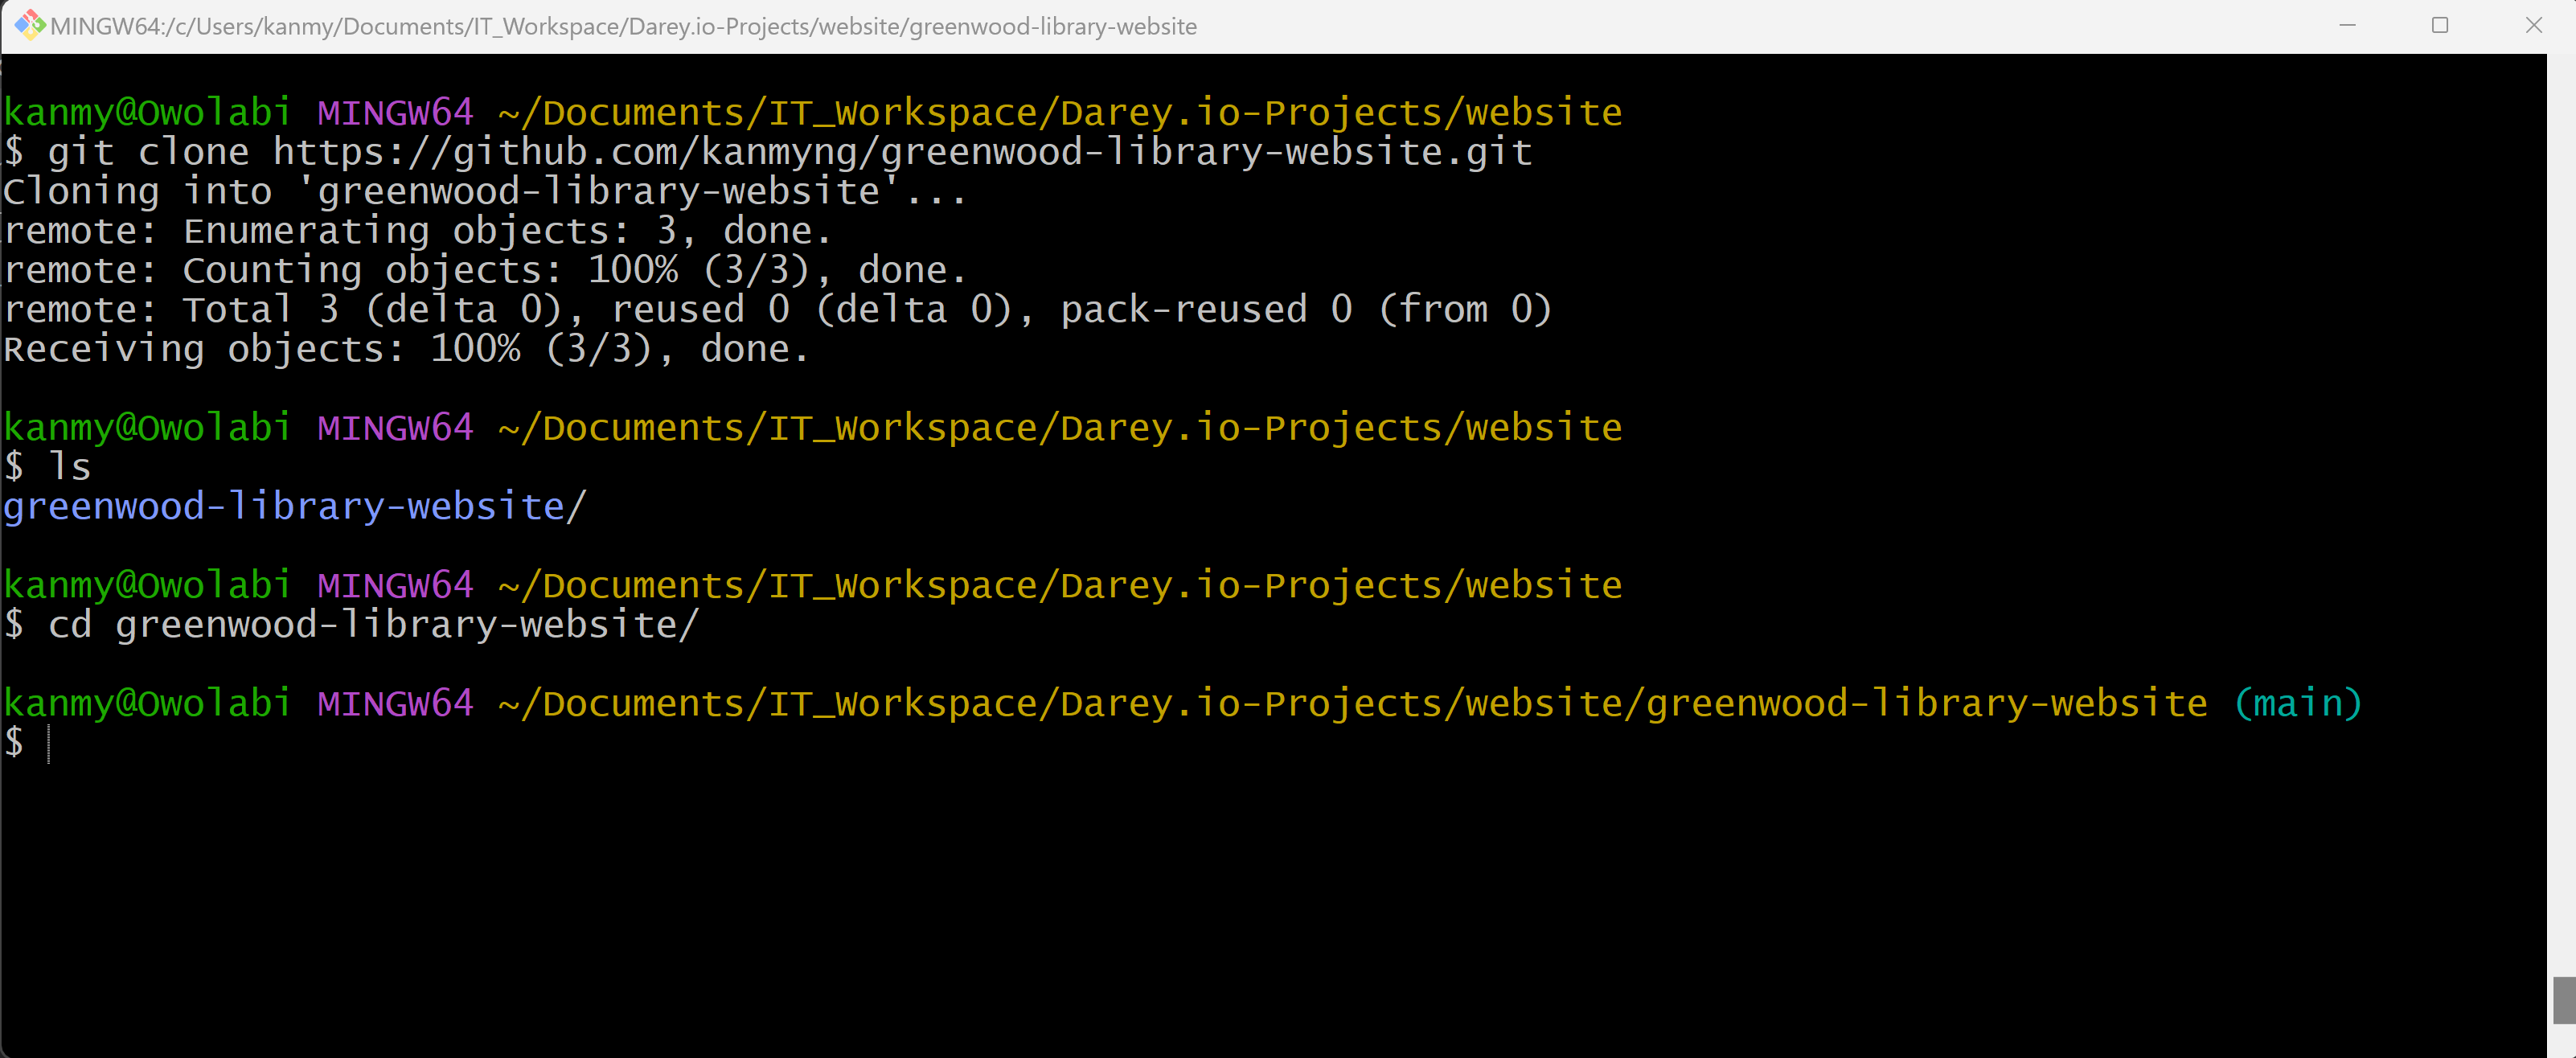 MINGW64:/c/Users/kanmy/Documents/IT_Workspace/Darey.io-Projects/website/greenwood-library-website
kanmy@Owolabi MINGW64 ~/Documents/IT_Workspace/Darey.io-Projects/website
$ git clone https://github.com/kanmyng/greenwood-library-website.git
Cloning into 'greenwood-library-website'...
remote: Enumerating objects: 3, done.
remote: Counting objects: 100% (3/3), done.
remote: Total 3 (delta 0), reused 0 (delta 0), pack-reused 0 (from 0)
Receiving objects: 100% (3/3), done.
kanmy@Owolabi MINGW64 ~/Documents/IT_Workspace/Darey.io-Projects/website
$ ls
greenwood-library-website/
kanmy@Owolabi MINGW64 ~/Documents/IT_Workspace/Darey.io-Projects/website
$ cd greenwood-library-website/
kanmy@Owolabi MINGW64 ~/Documents/IT_Workspace/Darey.io-Projects/website/greenwood-library-website (main)
$